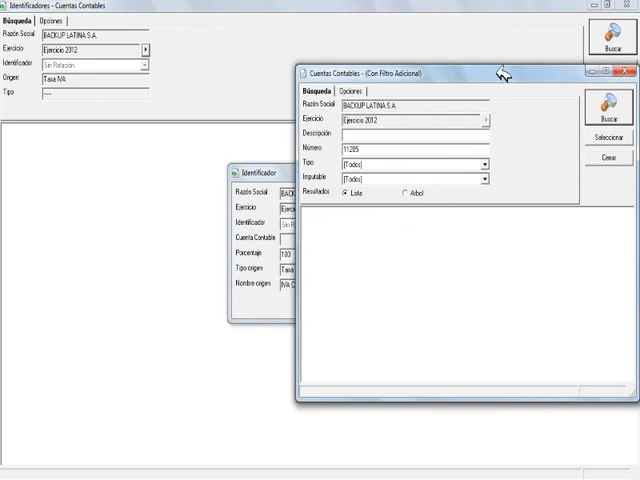 Identificadores - Cuentas Contables
Búsqueda Opciones
Razón Social BACKUP LATINA S.A.
Ejercicio Ejercicio 2012
Identificador Sin Relación
Origen Tasa IVA
Tipo ----
Buscar
Identificador
Razón Social BACK
Ejercicio Ejerci
Identificador Sin R
Cuenta Contable
Porcentaje 100
Tipo origen Tasa
Nombre origen IVA C
Cuentas Contables - (Con Filtro Adicional)
Búsqueda Opciones
Razón Social BACKUP LATINA S.A.
Ejercicio Ejercicio 2012
Descripción
Número 11205
Tipo [Todos]
Imputable [Todos]
Resultados Lista Arbol
Buscar
Seleccionar
Cerrar